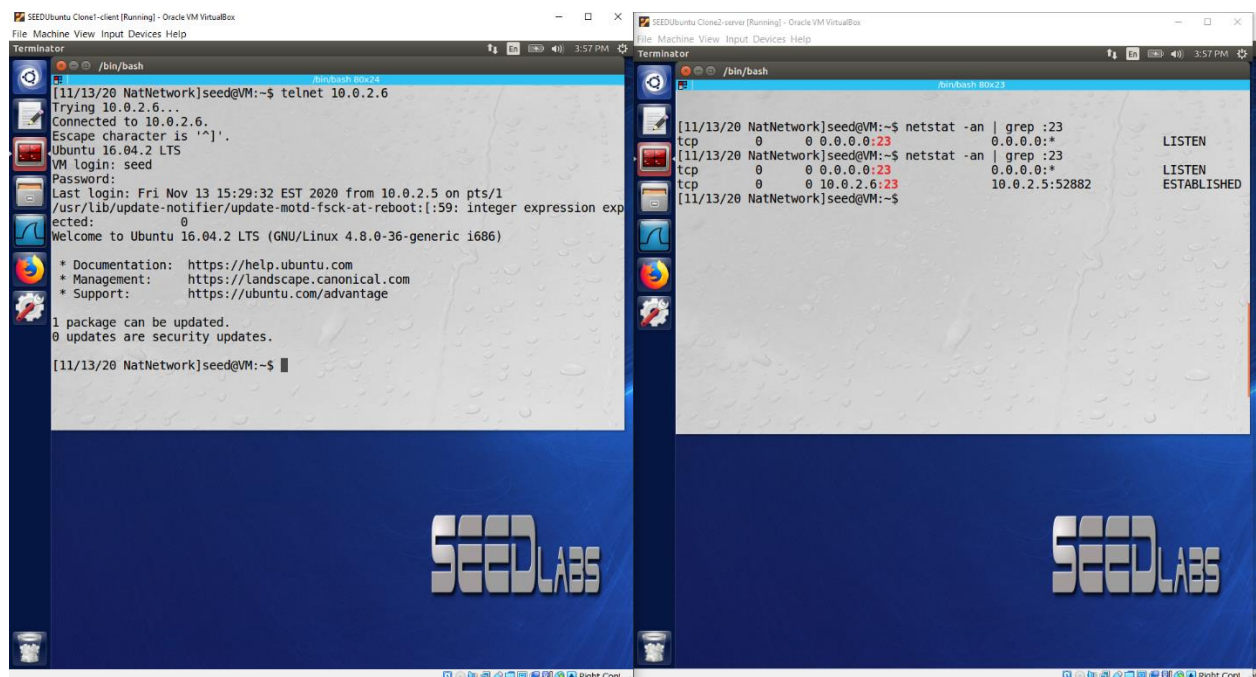 SEEDUbuntu Clone1-client [Running] - Oracle VM VirtualBox
File Machine View Input Devices Help
Terminator
En
3:57 PM
/bin/bash
/bin/bash 80x24
[11/13/20 NatNetwork]seed@VM:~$ telnet 10.0.2.6
Trying 10.0.2.6...
Connected to 10.0.2.6.
Escape character is '^]'.
Ubuntu 16.04.2 LTS
VM login: seed
Password:
Last login: Fri Nov 13 15:29:32 EST 2020 from 10.0.2.5 on pts/1
/usr/lib/update-notifier/update-motd-fsck-at-reboot:[:59: integer expression exp
ected:          0
Welcome to Ubuntu 16.04.2 LTS (GNU/Linux 4.8.0-36-generic i686)
* Documentation:  https://help.ubuntu.com
* Management:     https://landscape.canonical.com
* Support:        https://ubuntu.com/advantage
1 package can be updated.
0 updates are security updates.
[11/13/20 NatNetwork]seed@VM:~$
SEEDLABS
Right Con
SEEDUbuntu Clone2-server [Running] - Oracle VM VirtualBox
File Machine View Input Devices Help
Terminator
En
3:57 PM
/bin/bash
/bin/bash 80x23
[11/13/20 NatNetwork]seed@VM:~$ netstat -an | grep :23
tcp        0      0 0.0.0.0:23              0.0.0.0:*               LISTEN
[11/13/20 NatNetwork]seed@VM:~$ netstat -an | grep :23
tcp        0      0 0.0.0.0:23              0.0.0.0:*               LISTEN
tcp        0      0 10.0.2.6:23             10.0.2.5:52882          ESTABLISHED
[11/13/20 NatNetwork]seed@VM:~$
SEEDLABS
Right Con